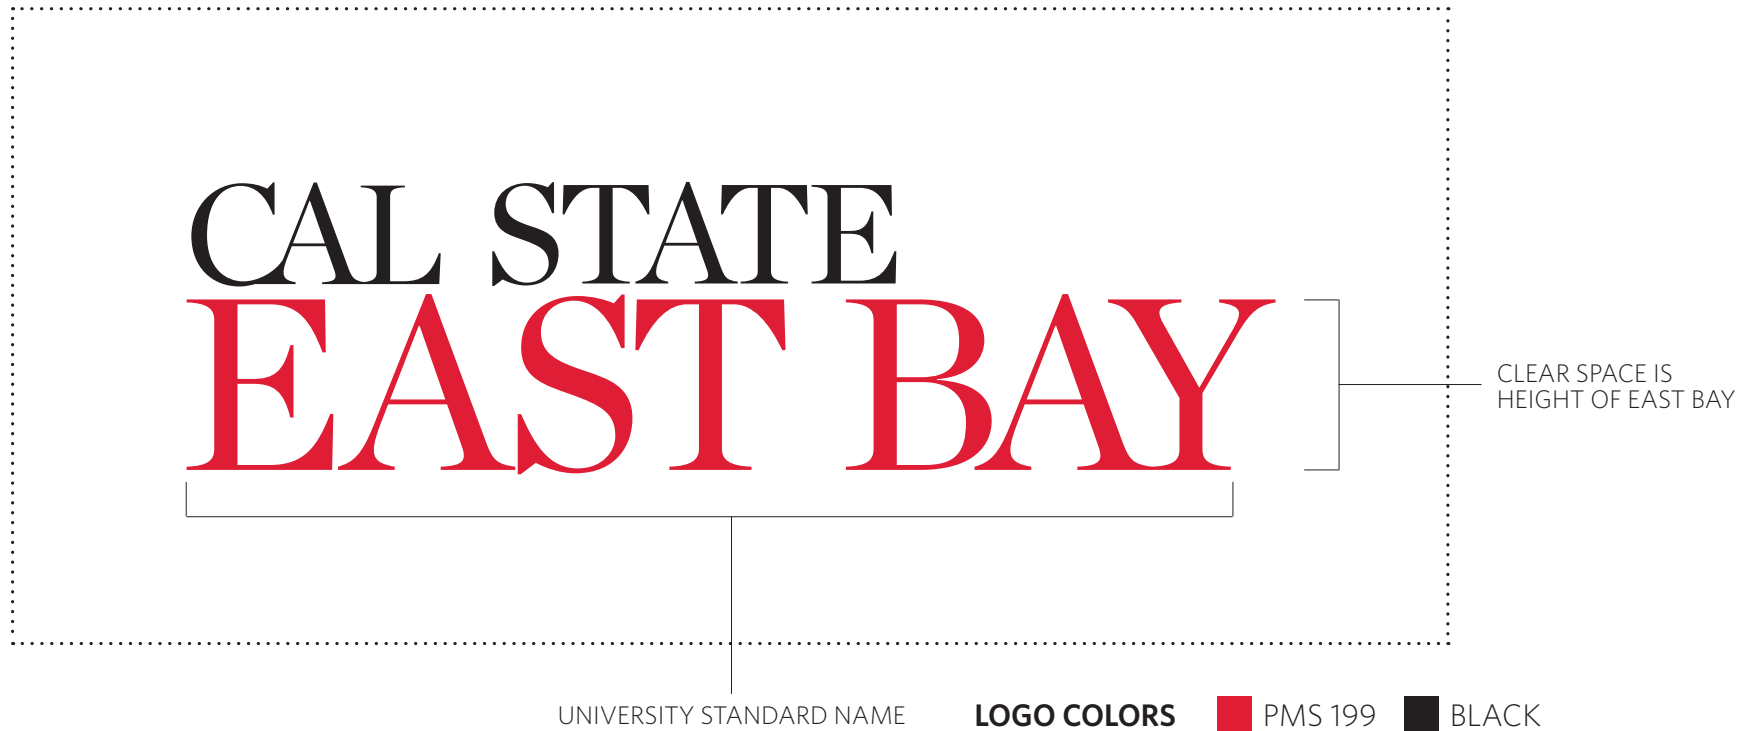 CAL STATE
EAST BAY
CLEAR SPACE IS
HEIGHT OF EAST BAY
UNIVERSITY STANDARD NAME
LOGO COLORS PMS 199 BLACK